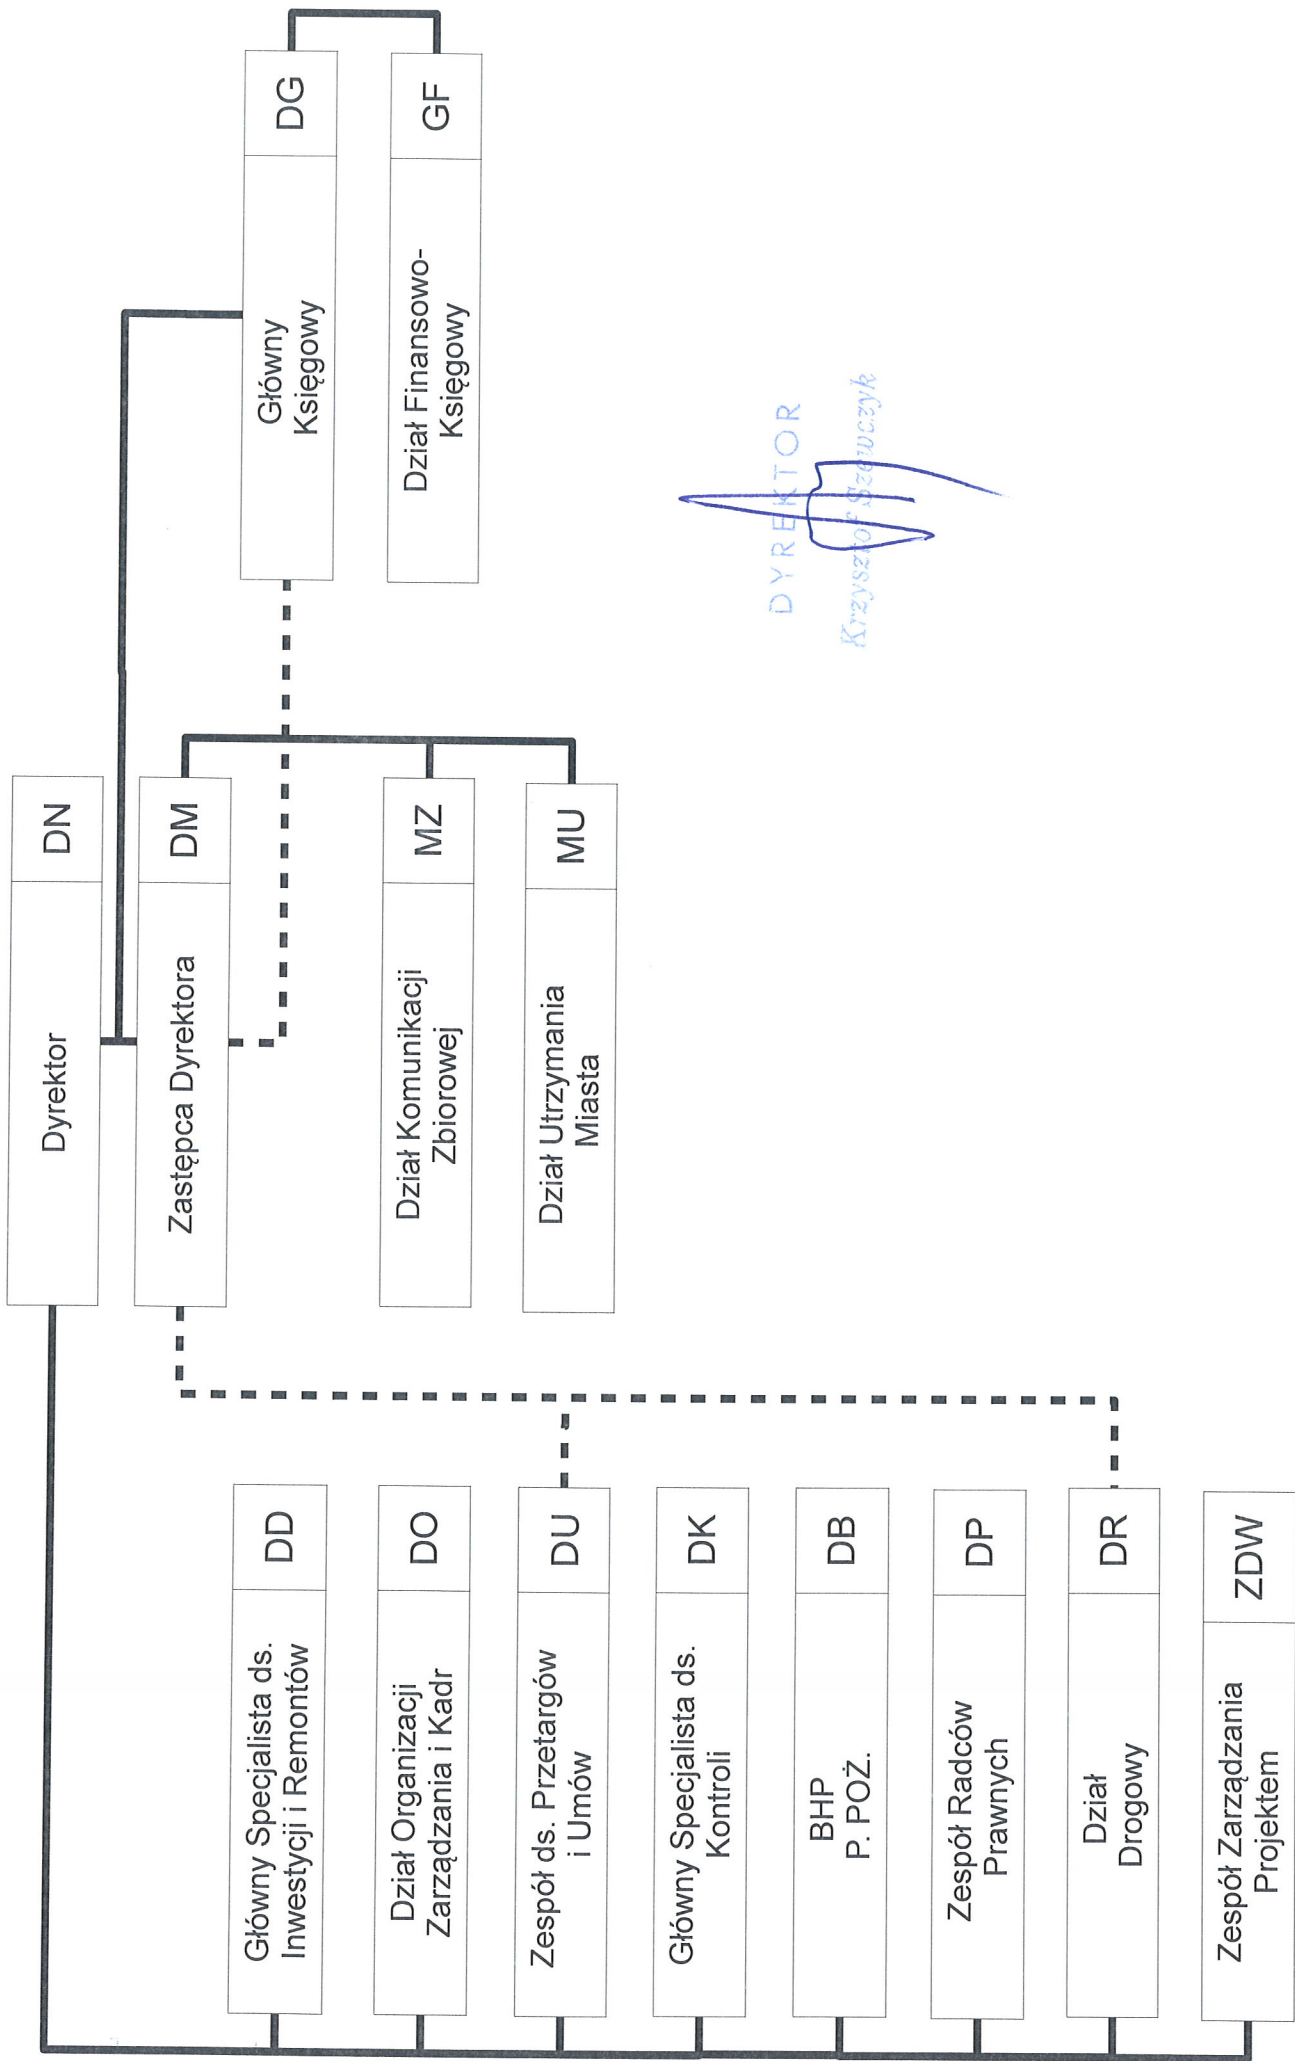 Dyrektor
DN
Zastępca Dyrektora
DM
Dział Komunikacji
Zbiorowej
MZ
Dział Utrzymania
Miasta
MU
Główny
Księgowy
DG
Dział Finansowo-
Księgowy
GF
Główny Specjalista ds.
Inwestycji i Remontów
DD
Dział Organizacji
Zarządzania i Kadr
DO
Zespół ds. Przetargów
i Umów
DU
Główny Specjalista ds.
Kontroli
DK
BHP
P. POŻ.
DB
Zespół Radców
Prawnych
DP
Dział
Drogowy
DR
Zespół Zarządzania
Projektem
ZDW
DYREKTOR
Krzysztof Szewczyk